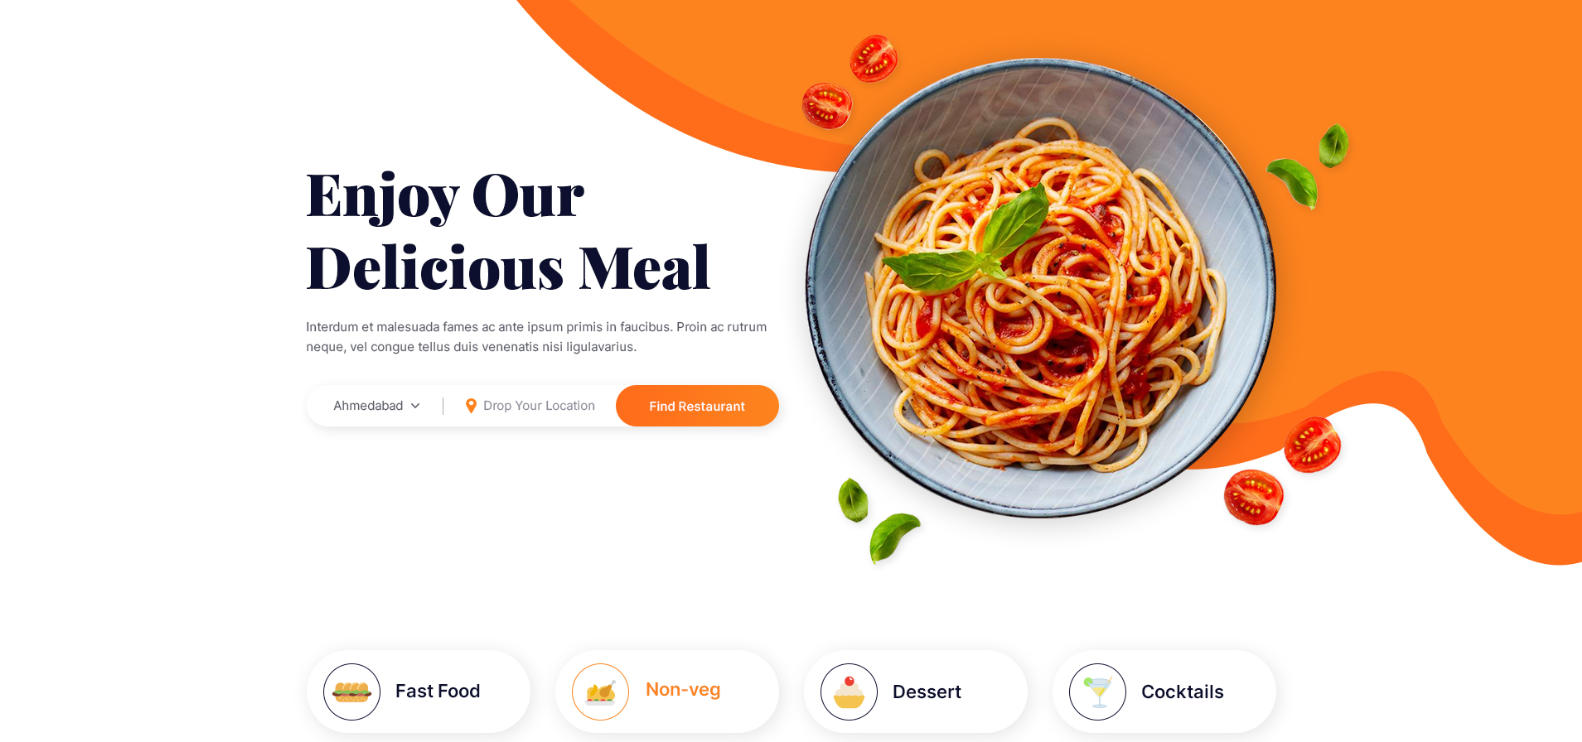 Enjoy Our
Delicious Meal
Interdum et malesuada fames ac ante ipsum primis in faucibus. Proin ac rutrum
neque, vel congue tellus duis venenatis nisi ligulavarius.
Ahmedabad
Drop Your Location
Find Restaurant
Fast Food
Non-veg
Dessert
Cocktails